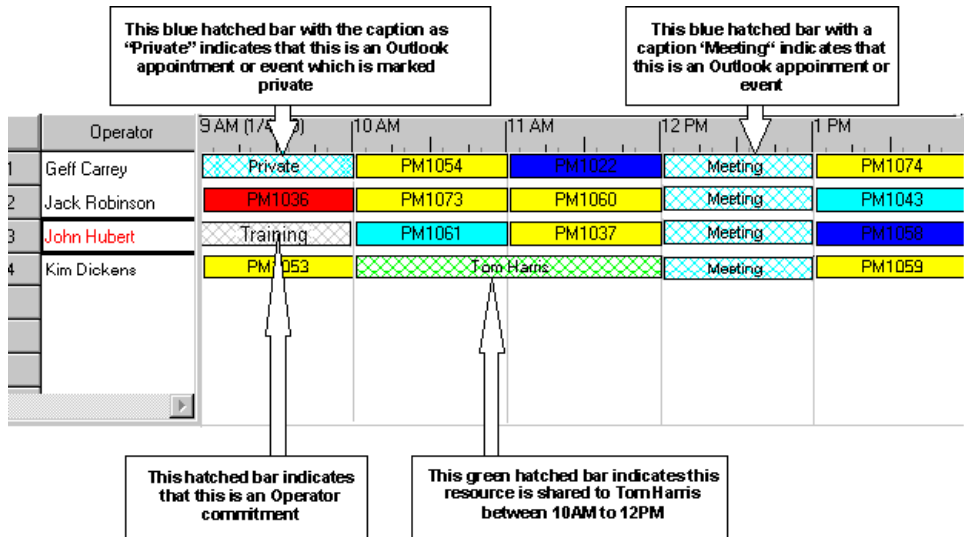 This blue hatched bar with the caption as
“Private” indicates that this is an Outlook
appointment or event which is marked
private
This blue hatched bar with a
caption ‘Meeting“ indicates that
this is an Outlook appoinment or
event
Operator
9 AM
10 AM
11 AM
12 PM
1 PM
1 Geff Carrey Private PM1054 PM1022 Meeting PM1074
2 Jack Robinson PM1036 PM1073 PM1060 Meeting PM1043
3 John Hubert Training PM1061 PM1037 Meeting PM1058
4 Kim Dickens PM1053 Tom Harris Meeting PM1059
This hatched bar indicates
that this is an Operator
commitment
This green hatched bar indicates this
resource is shared to Tom Harris
between 10AM to 12PM